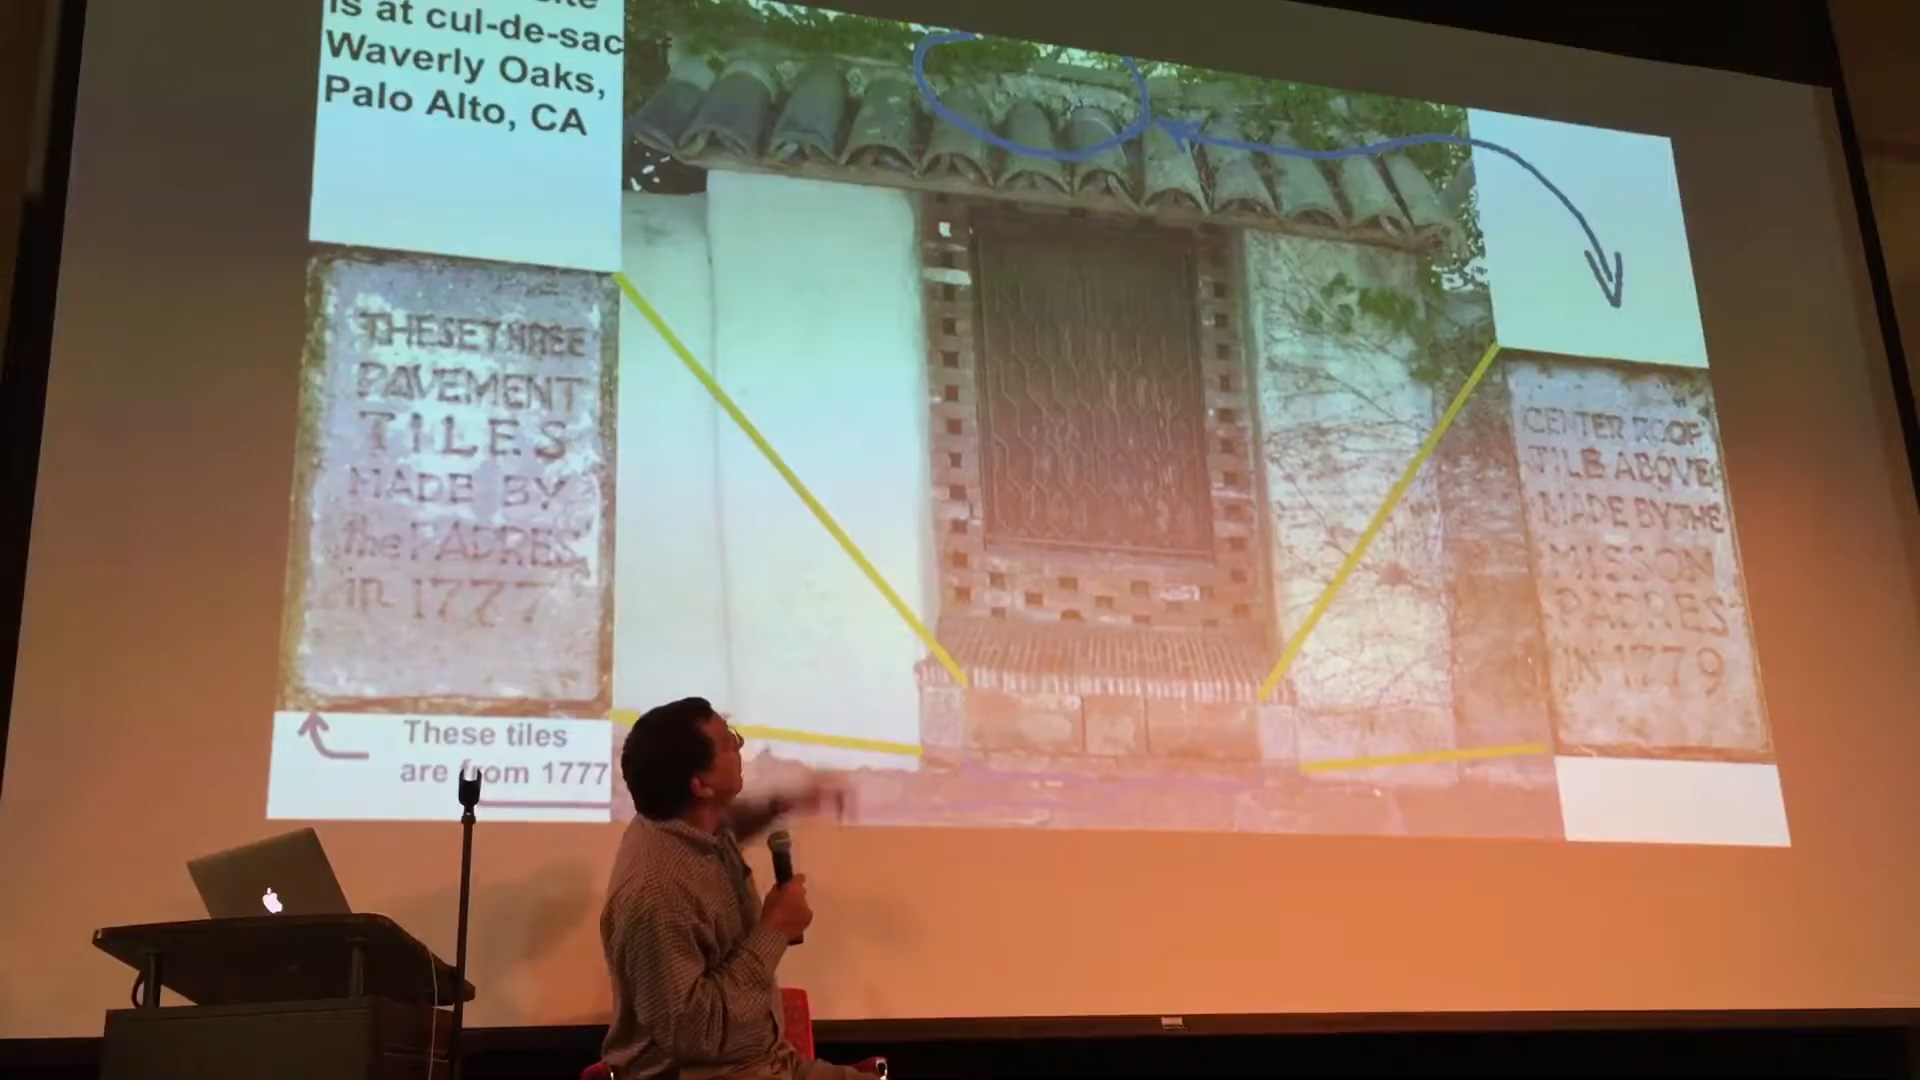 is at cul-de-sac
Waverly Oaks,
Palo Alto, CA
THESE THREE
PAVEMENT
TILES
MADE BY
the PADRES
in 1777
These tiles
are from 1777
CENTER ROOF
TILE ABOVE
MADE BY THE
MISSON
PADRES
IN 1779